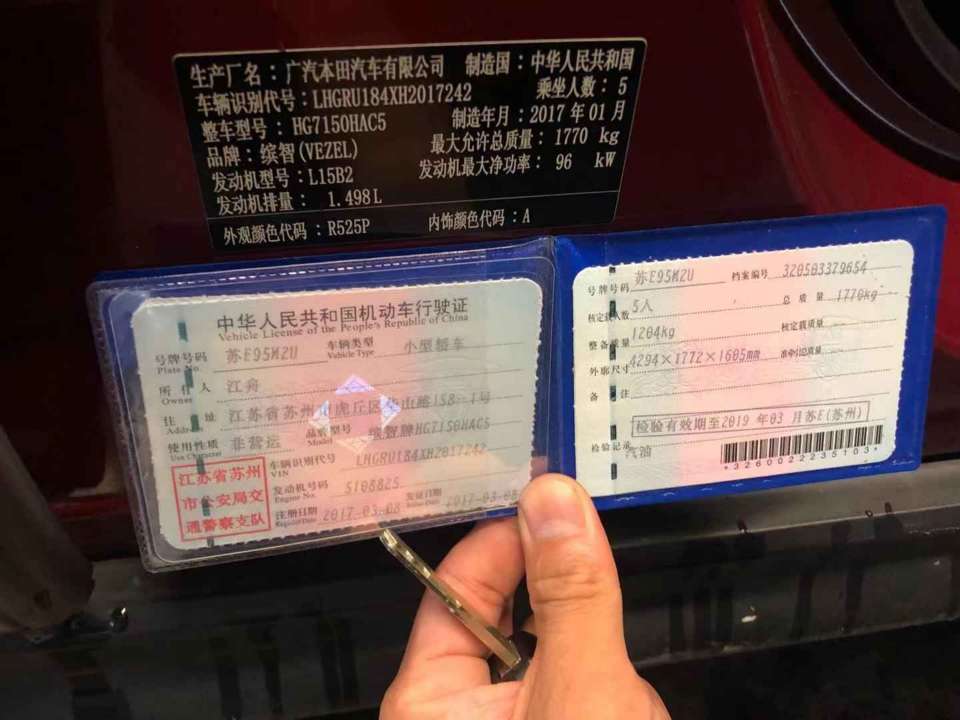 生产厂名：广汽本田汽车有限公司 制造国：中华人民共和国
车辆识别代号：LHGRU184XH2017242 乘坐人数：5
整车型号：HG7150HAC5 制造年月：2017年01月
品牌：缤智(VEZEL) 最大允许总质量：1770 kg
发动机型号：L15B2 发动机最大净功率：96 kW
发动机排量：1.498L
外观颜色代码：R525P 内饰颜色代码：A
中华人民共和国机动车行驶证
Vehicle License of the People's Republic of China
号牌号码 苏E95M2U 车辆类型 小型轿车
Plate No. Vehicle Type
所有人 江舟
Owner
住址 江苏省苏州市虎丘区华山路158-1号
Address
使用性质 非营运 品牌型号 缤智牌HG7150HAC5
Use Character Model
车辆识别代号 LHGRU184XH2017242
VIN
发动机号码 5108825
Engine No.
注册日期 2017-03-08 发证日期 2017-03-08
Register Date Issue Date
江苏省苏州
市公安局交
通警察支队
号牌号码 苏E95M2U 档案编号 320503379654
核定载人数 5人 总质量 1770kg
整备质量 1204kg 核定载质量
外廓尺寸 4294×1772×1605mm 准牵引总质量
备注
检验有效期至2019年03月苏E(苏州)
检验记录 汽油
*3260022235103*